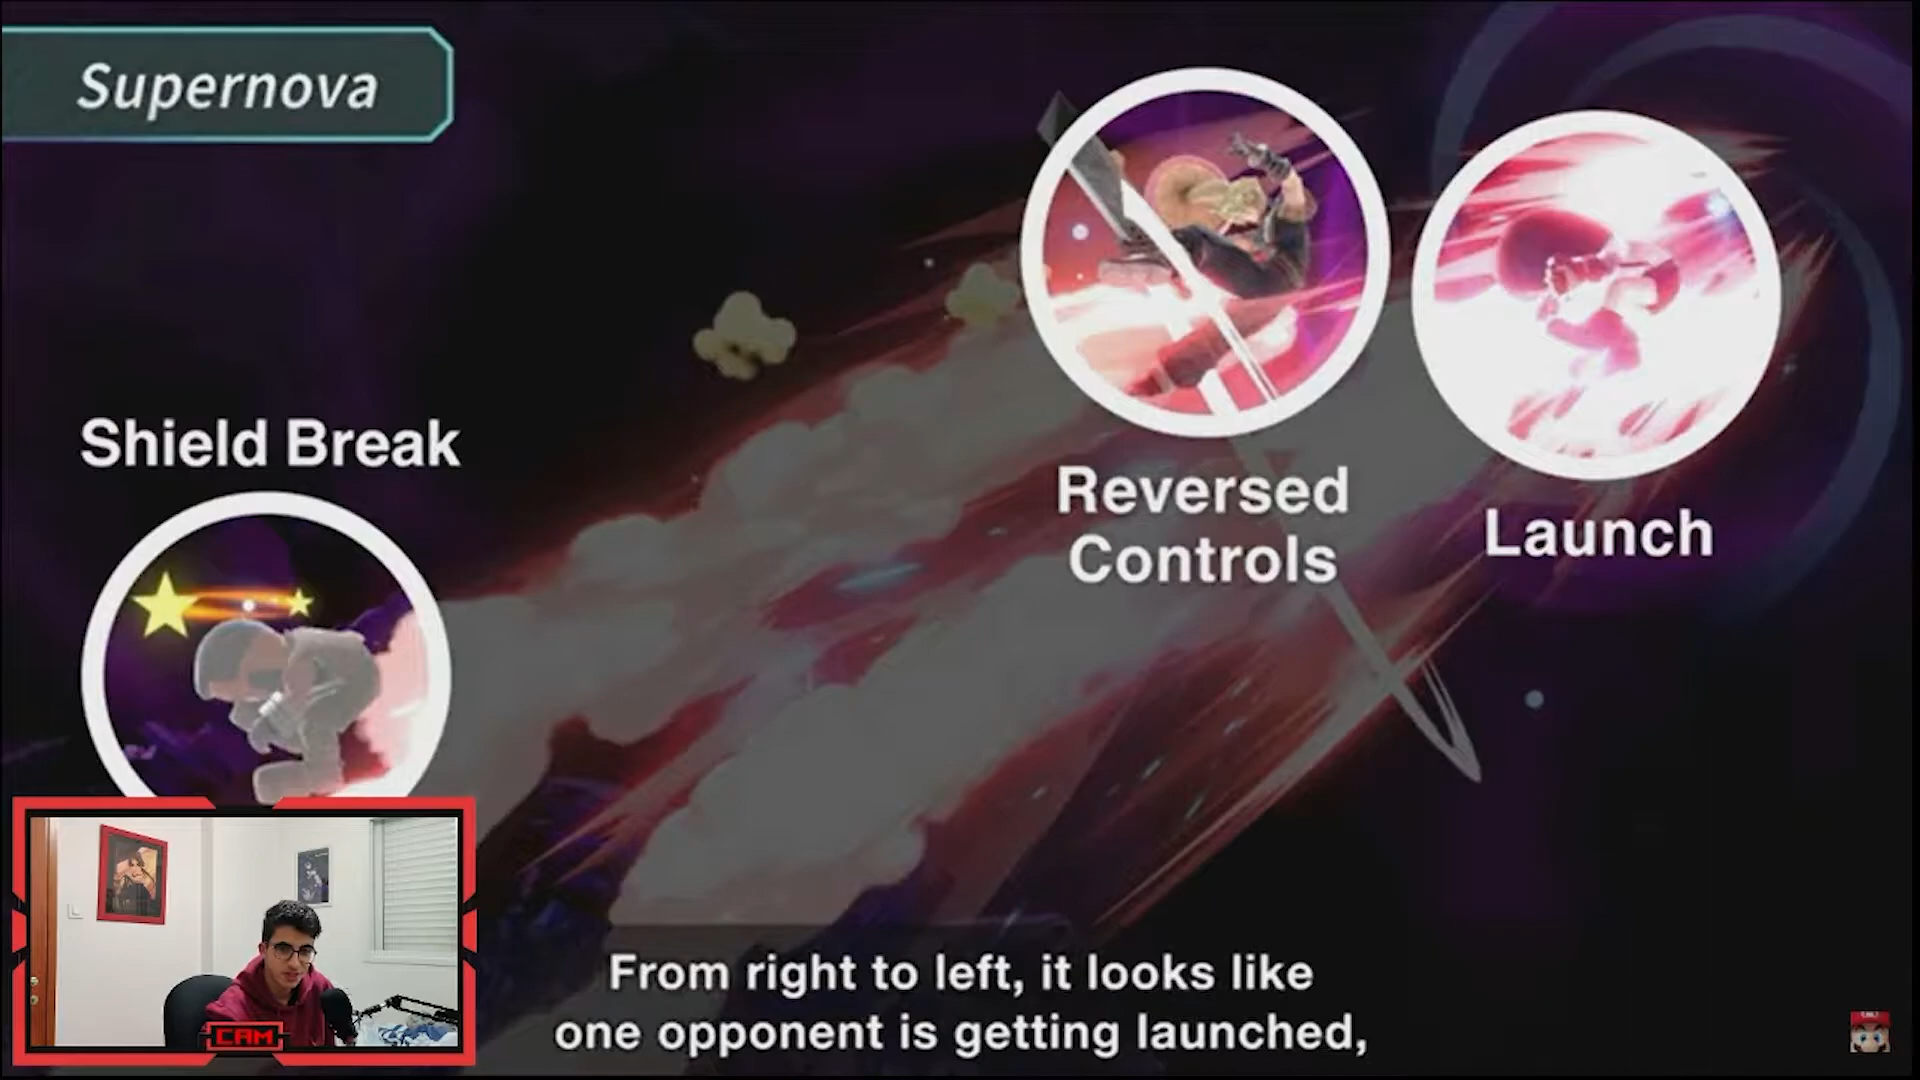 Supernova
Shield Break
Reversed
Controls
Launch
From right to left, it looks like
one opponent is getting launched,
CAM